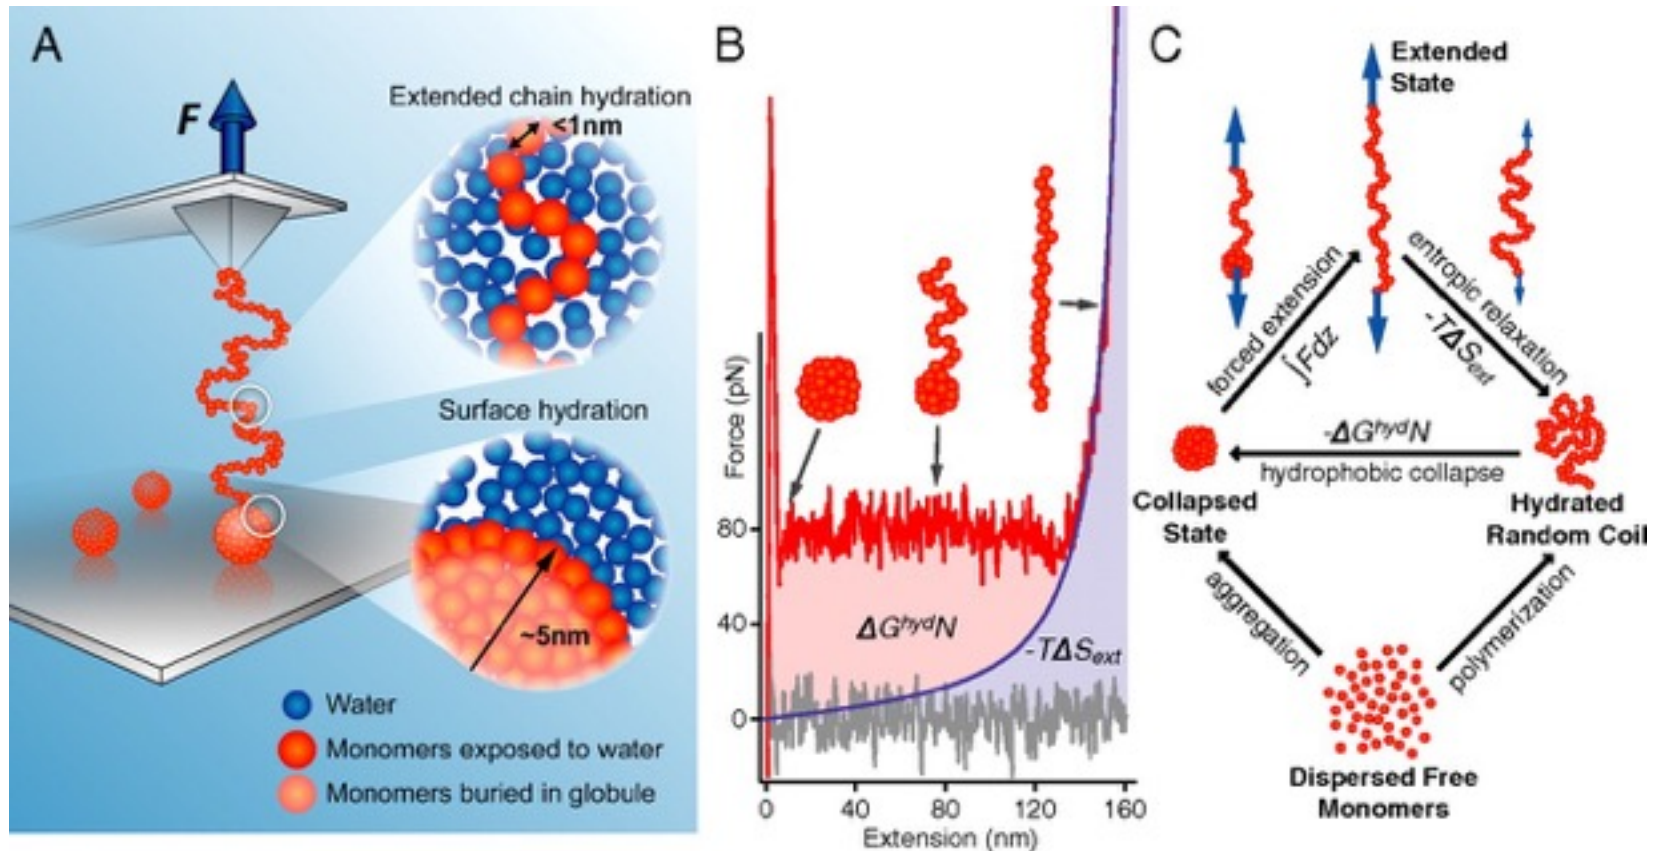 A
F
Extended chain hydration
<1nm
Surface hydration
~5nm
Water
Monomers exposed to water
Monomers buried in globule
B
Force (pN)
80
40
0
ΔG^hyd N
-TΔS_ext
0 40 80 120 160
Extension (nm)
C
Extended
State
forced extension
∫Fdz
entropic relaxation
-TΔS_ext
-ΔG^hyd N
hydrophobic collapse
Collapsed
State
Hydrated
Random Coil
aggregation
polymerization
Dispersed Free
Monomers